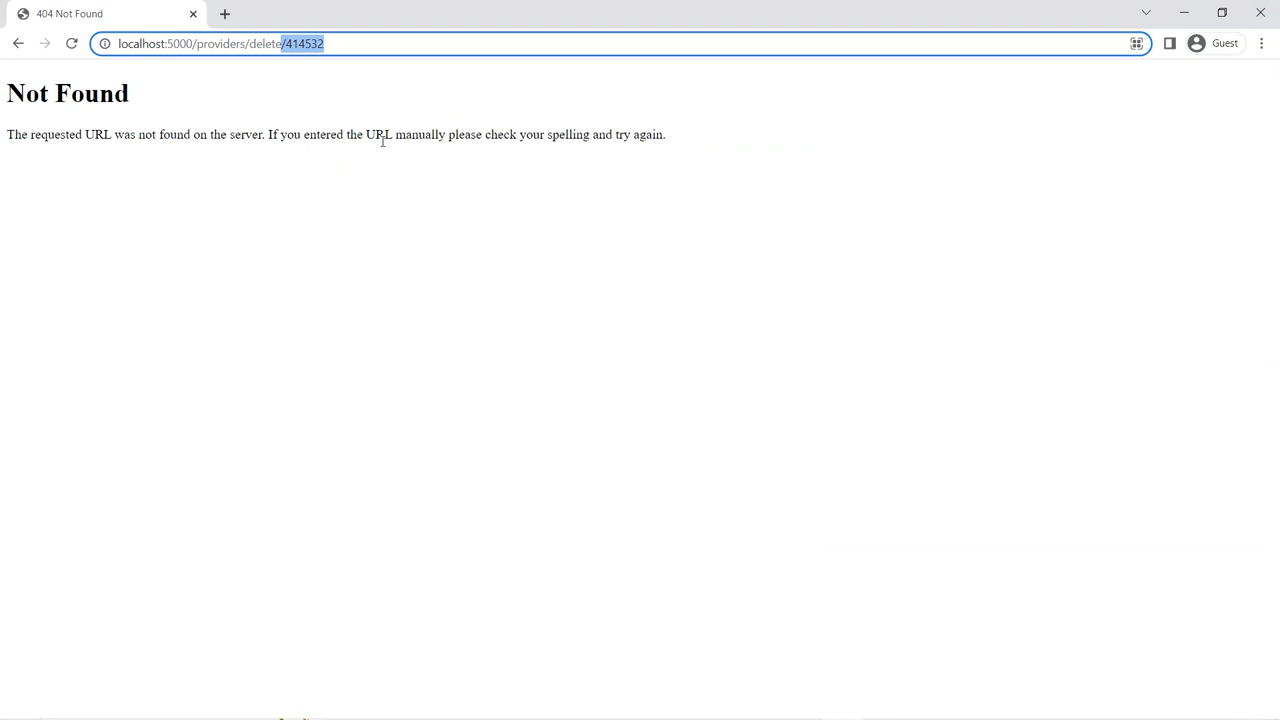 404 Not Found
localhost:5000/providers/delete/414532
Guest
Not Found
The requested URL was not found on the server. If you entered the URL manually please check your spelling and try again.